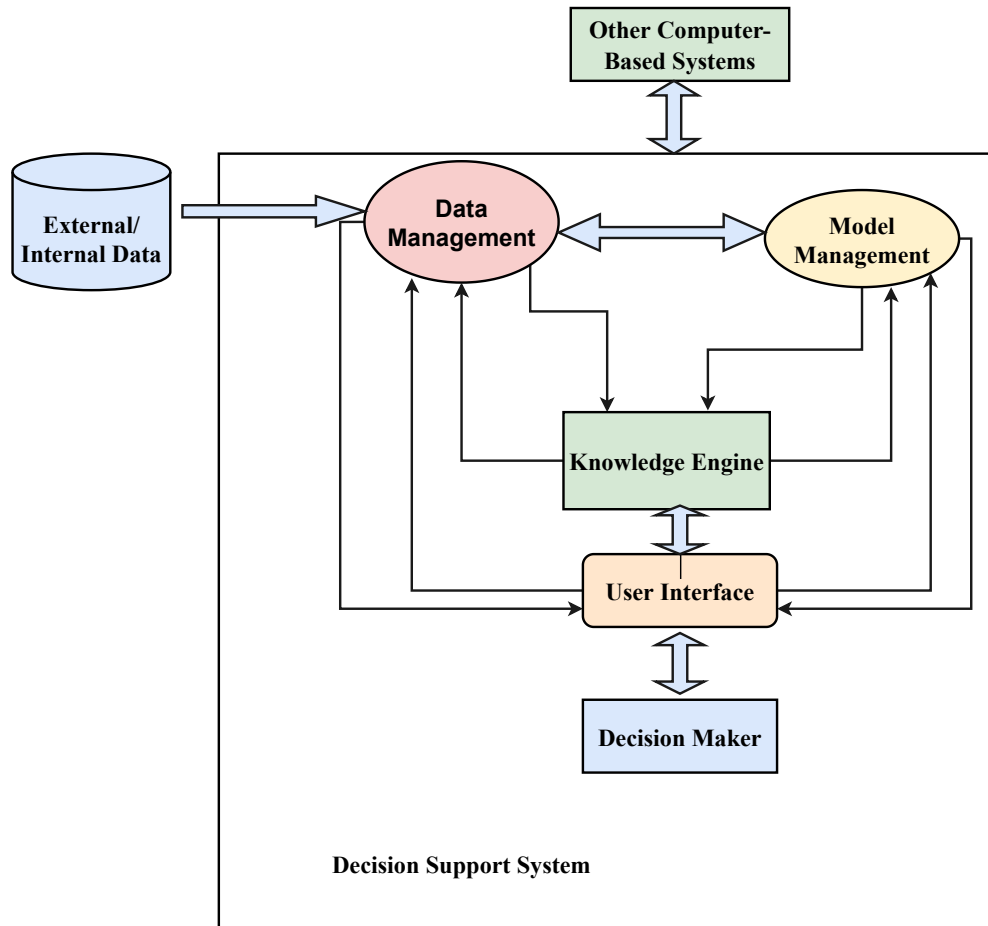 Other Computer-
Based Systems
External/
Internal Data
Data
Management
Model
Management
Knowledge Engine
User Interface
Decision Maker
Decision Support System